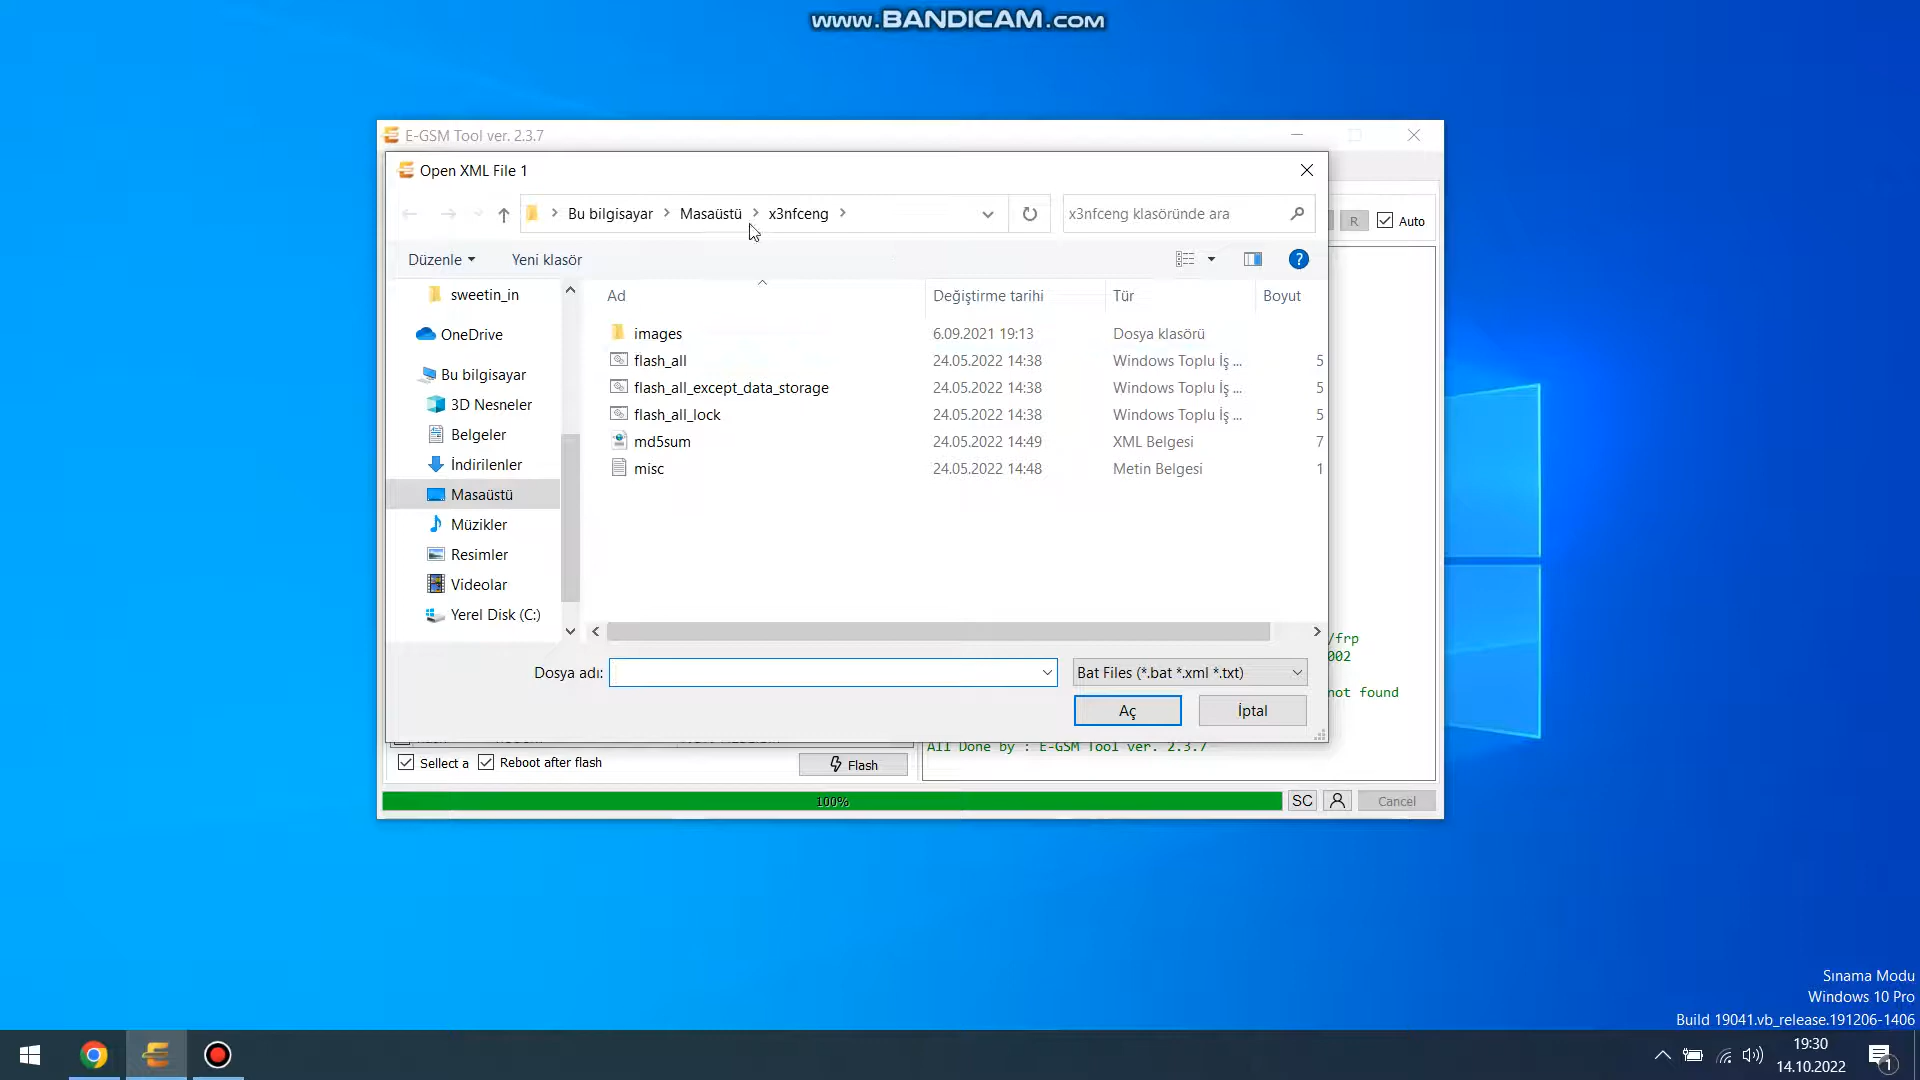 www.BANDICAM.com
E-GSM Tool ver. 2.3.7
Open XML File 1
Bu bilgisayar
Masaüstü
x3nfceng
x3nfceng klasöründe ara
R
Auto
Düzenle
Yeni klasör
?
sweetin_in
OneDrive
Bu bilgisayar
3D Nesneler
Belgeler
İndirilenler
Masaüstü
Müzikler
Resimler
Videolar
Yerel Disk (C:)
Ad Değiştirme tarihi Tür Boyut
images 6.09.2021 19:13 Dosya klasörü
flash_all 24.05.2022 14:38 Windows Toplu İş ... 5
flash_all_except_data_storage 24.05.2022 14:38 Windows Toplu İş ... 5
flash_all_lock 24.05.2022 14:38 Windows Toplu İş ... 5
md5sum 24.05.2022 14:49 XML Belgesi 7
misc 24.05.2022 14:48 Metin Belgesi 1
/frp
002
not found
Dosya adı:
Bat Files (*.bat *.xml *.txt)
Aç
İptal
All Done by : E-GSM Tool ver. 2.3.7
Sellect a
Reboot after flash
Flash
100%
SC
Cancel
Sınama Modu
Windows 10 Pro
Build 19041.vb_release.191206-1406
19:30
14.10.2022
1